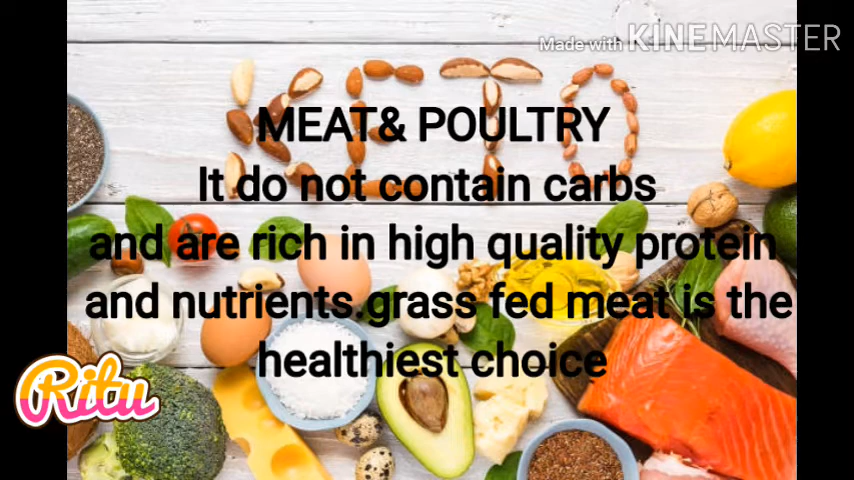 Made with KINEMASTER
KETO
MEAT& POULTRY
It do not contain carbs
and are rich in high quality protein
and nutrients.grass fed meat is the
healthiest choice
Ritu